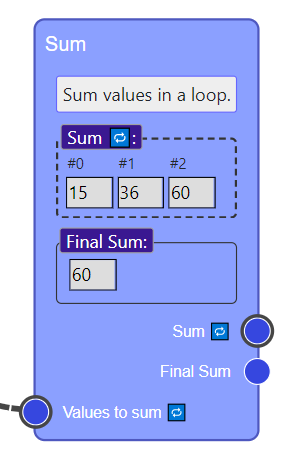 Sum
Sum values in a loop.
Sum 🔁:
#0 #1 #2
15 36 60
Final Sum:
60
Sum 🔁
Final Sum
Values to sum 🔁